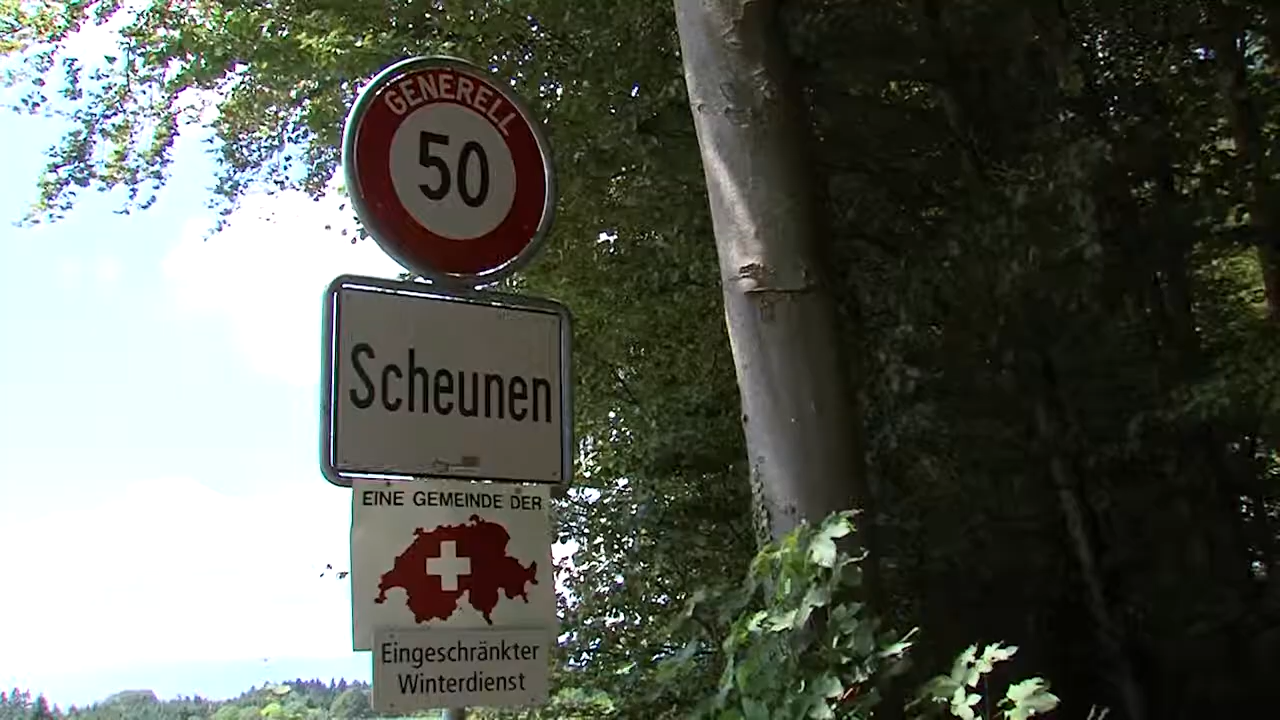 GENERELL
50
Scheunen
EINE GEMEINDE DER
Eingeschränkter
Winterdienst